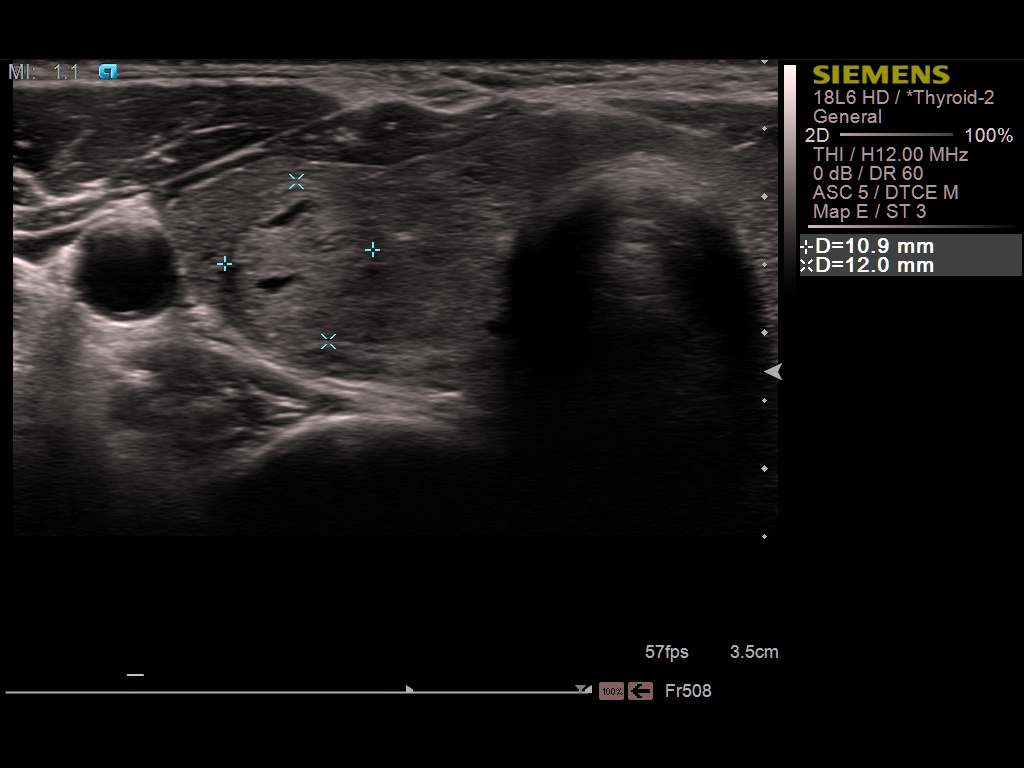 MI: 1.1
SIEMENS
18L6 HD / *Thyroid-2
General
2D 100%
THI / H12.00 MHz
0 dB / DR 60
ASC 5 / DTCE M
Map E / ST 3
D=10.9 mm
D=12.0 mm
57fps 3.5cm
100% Fr508